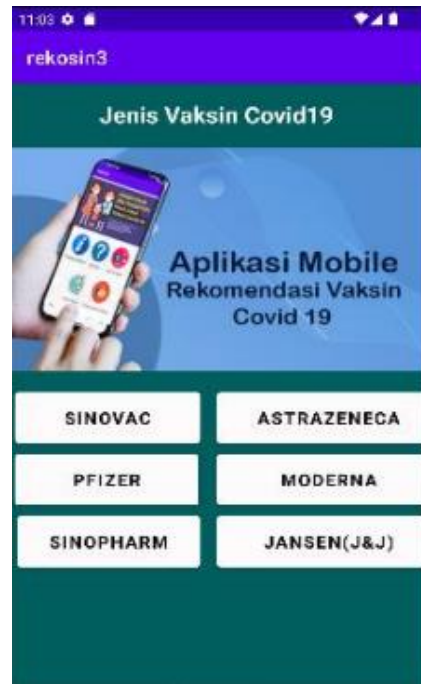 11:03
rekosin3
Jenis Vaksin Covid19
Aplikasi Mobile
Rekomendasi Vaksin
Covid 19
SINOVAC
ASTRAZENECA
PFIZER
MODERNA
SINOPHARM
JANSEN(J&J)